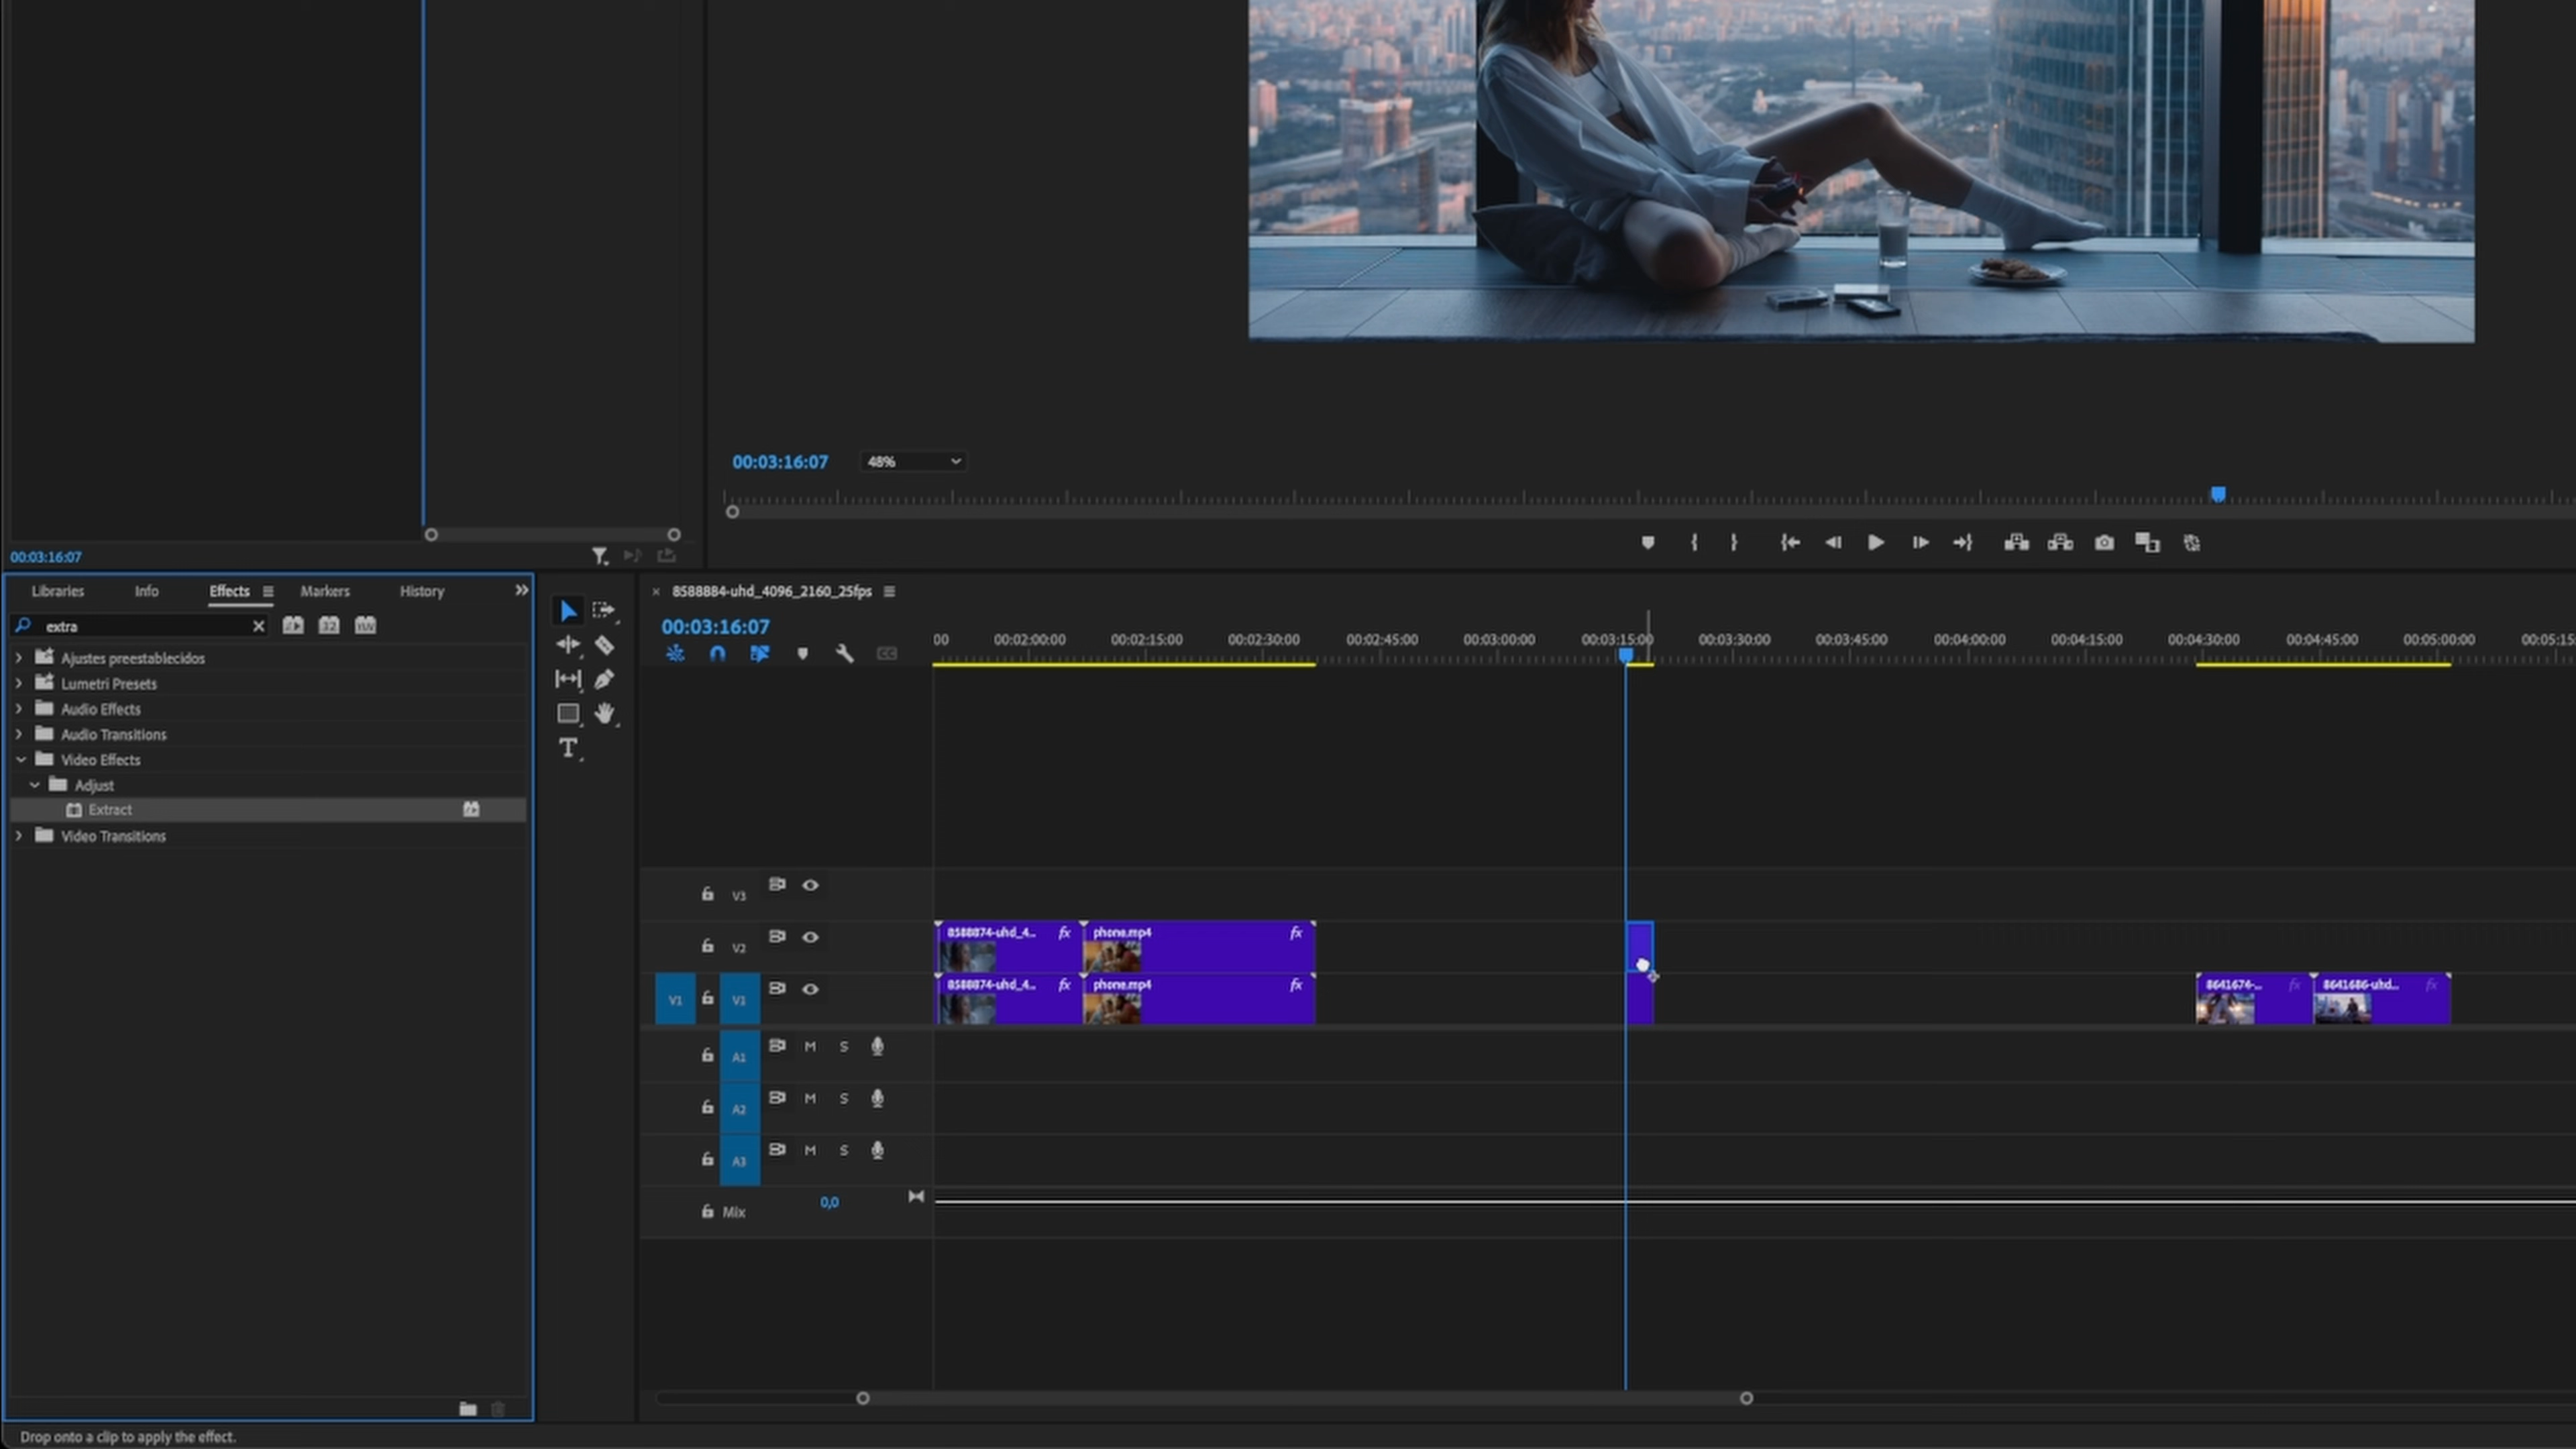 00:03:16:07 48%
00:03:16:07
Libraries Info Effects Markers History
extra
Ajustes preestablecidos
Lumetri Presets
Audio Effects
Audio Transitions
Video Effects
Adjust
Extract
Video Transitions
T
8588884-uhd_4096_2160_25fps
00:03:16:07
00 00:02:00:00 00:02:15:00 00:02:30:00 00:02:45:00 00:03:00:00 00:03:15:00 00:03:30:00 00:03:45:00 00:04:00:00 00:04:15:00 00:04:30:00 00:04:45:00 00:05:00:00 00:05:15:
V3
V2 8588874-uhd_4... fx phone.mp4 fx
V1 V1 8588874-uhd_4... fx phone.mp4 fx 8641674-... fx 8641686-uhd... fx
A1 M S
A2 M S
A3 M S
Mix 0,0
Drop onto a clip to apply the effect.